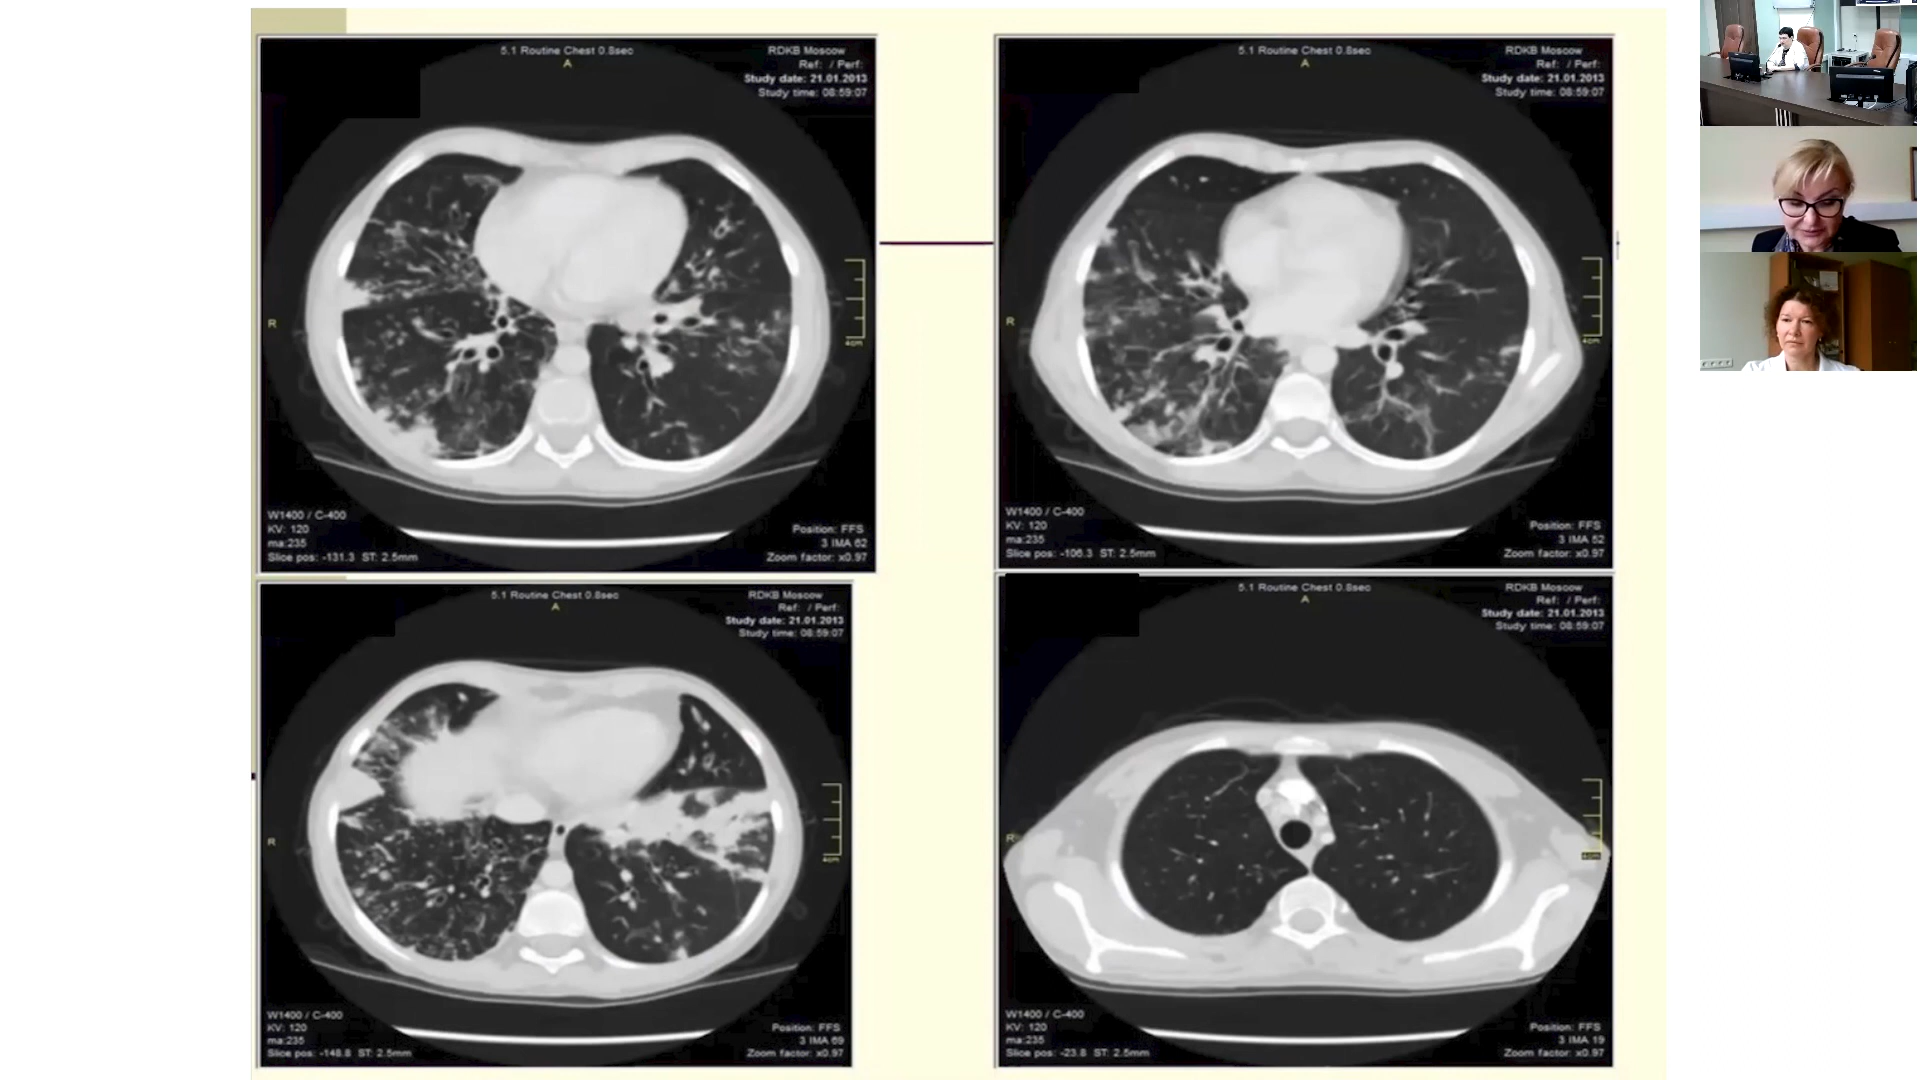 5.1 Routine Chest 0.8sec
A
RDKB Moscow
Ref: / Perf:
Study date: 21.01.2013
Study time: 08:59:07
R
4cm
W1400 / C-400
KV: 120
ma:235
Slice pos: -131.3 ST: 2.5mm
Position: FFS
3 IMA 62
Zoom factor: x0.97
5.1 Routine Chest 0.8sec
A
RDKB Moscow
Ref: / Perf:
Study date: 21.01.2013
Study time: 08:59:07
R
4cm
W1400 / C-400
KV: 120
ma:235
Slice pos: -106.3 ST: 2.5mm
Position: FFS
3 IMA 52
Zoom factor: x0.97
5.1 Routine Chest 0.8sec
A
RDKB Moscow
Ref: / Perf:
Study date: 21.01.2013
Study time: 08:59:07
R
4cm
W1400 / C-400
KV: 120
ma:235
Slice pos: -148.8 ST: 2.5mm
Position: FFS
3 IMA 69
Zoom factor: x0.97
5.1 Routine Chest 0.8sec
A
RDKB Moscow
Ref: / Perf:
Study date: 21.01.2013
Study time: 08:59:07
R
4cm
W1400 / C-400
KV: 120
ma:235
Slice pos: -23.8 ST: 2.5mm
Position: FFS
3 IMA 19
Zoom factor: x0.97